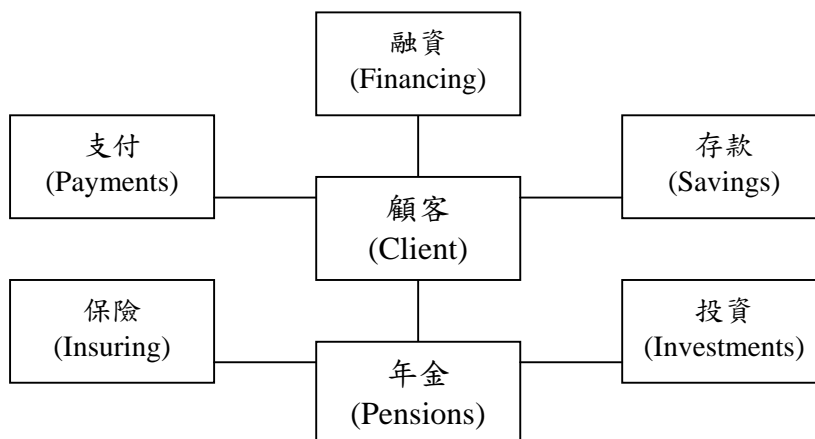 融資
(Financing)
支付
(Payments)
存款
(Savings)
顧客
(Client)
保險
(Insuring)
投資
(Investments)
年金
(Pensions)